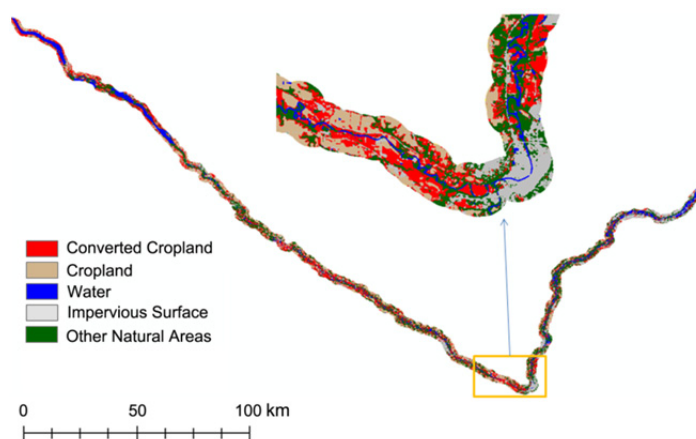 Converted Cropland
Cropland
Water
Impervious Surface
Other Natural Areas
0 50 100 km